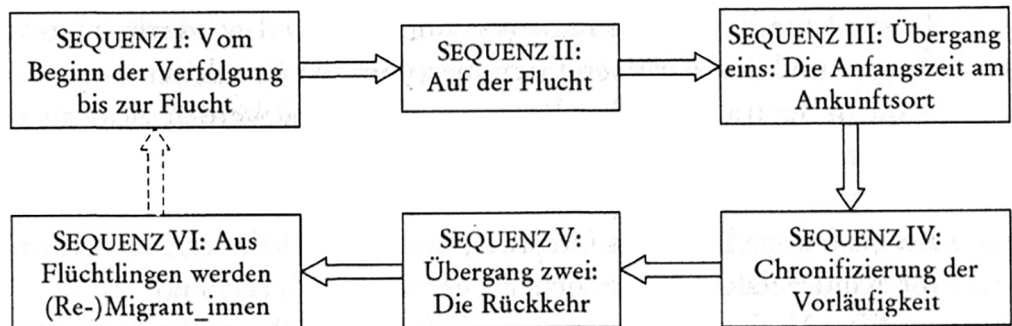 SEQUENZ I: Vom
Beginn der Verfolgung
bis zur Flucht
SEQUENZ II:
Auf der Flucht
SEQUENZ III: Übergang
eins: Die Anfangszeit am
Ankunftsort
SEQUENZ IV:
Chronifizierung der
Vorläufigkeit
SEQUENZ V:
Übergang zwei:
Die Rückkehr
SEQUENZ VI: Aus
Flüchtlingen werden
(Re-)Migrant_innen